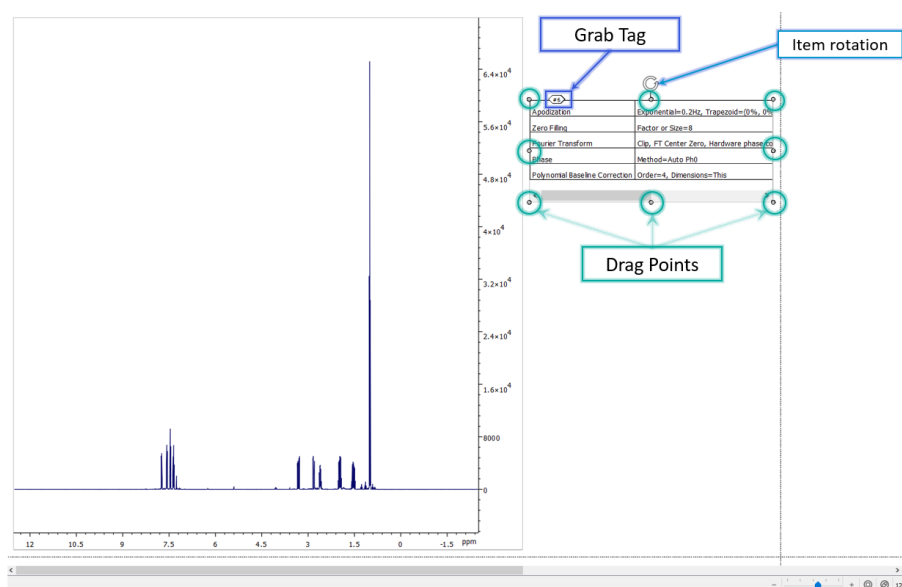 Grab Tag
Item rotation
6.4×10⁴
5.6×10⁴
4.8×10⁴
4×10⁴
3.2×10⁴
2.4×10⁴
1.6×10⁴
8000
0
Apodization Exponential=0.2Hz, Trapezoid=(0%, 0%
Zero Filling Factor or Size=8
Fourier Transform Clip, FT Center Zero, Hardware phase co
Phase Method=Auto Ph0
Polynomial Baseline Correction Order=4, Dimensions=This
Drag Points
12 10.5 9 7.5 6 4.5 3 1.5 0 -1.5 ppm